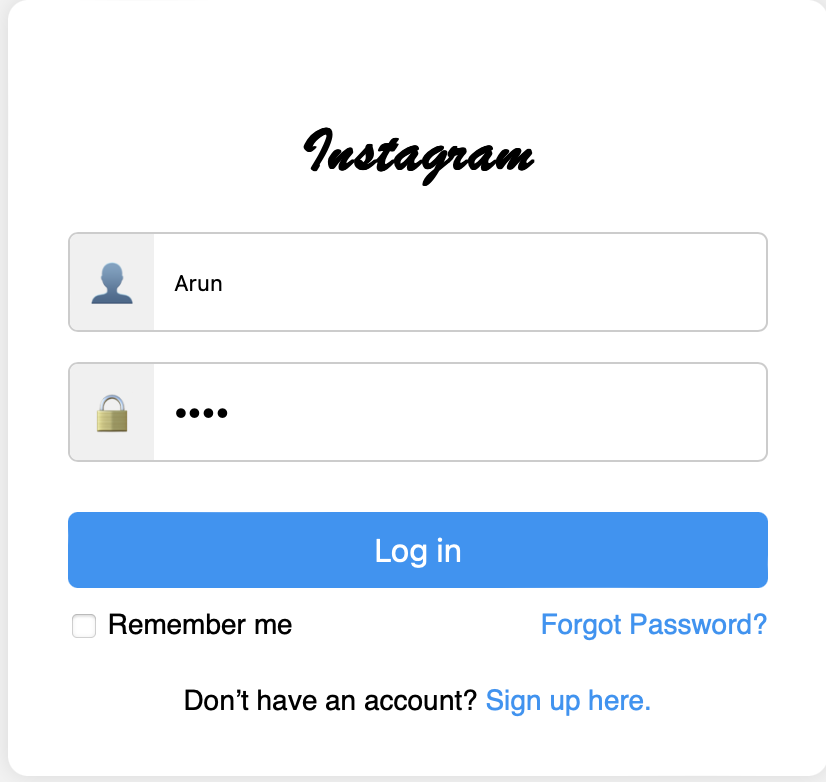 Instagram
Arun
••••
Log in
Remember me Forgot Password?
Don’t have an account? Sign up here.